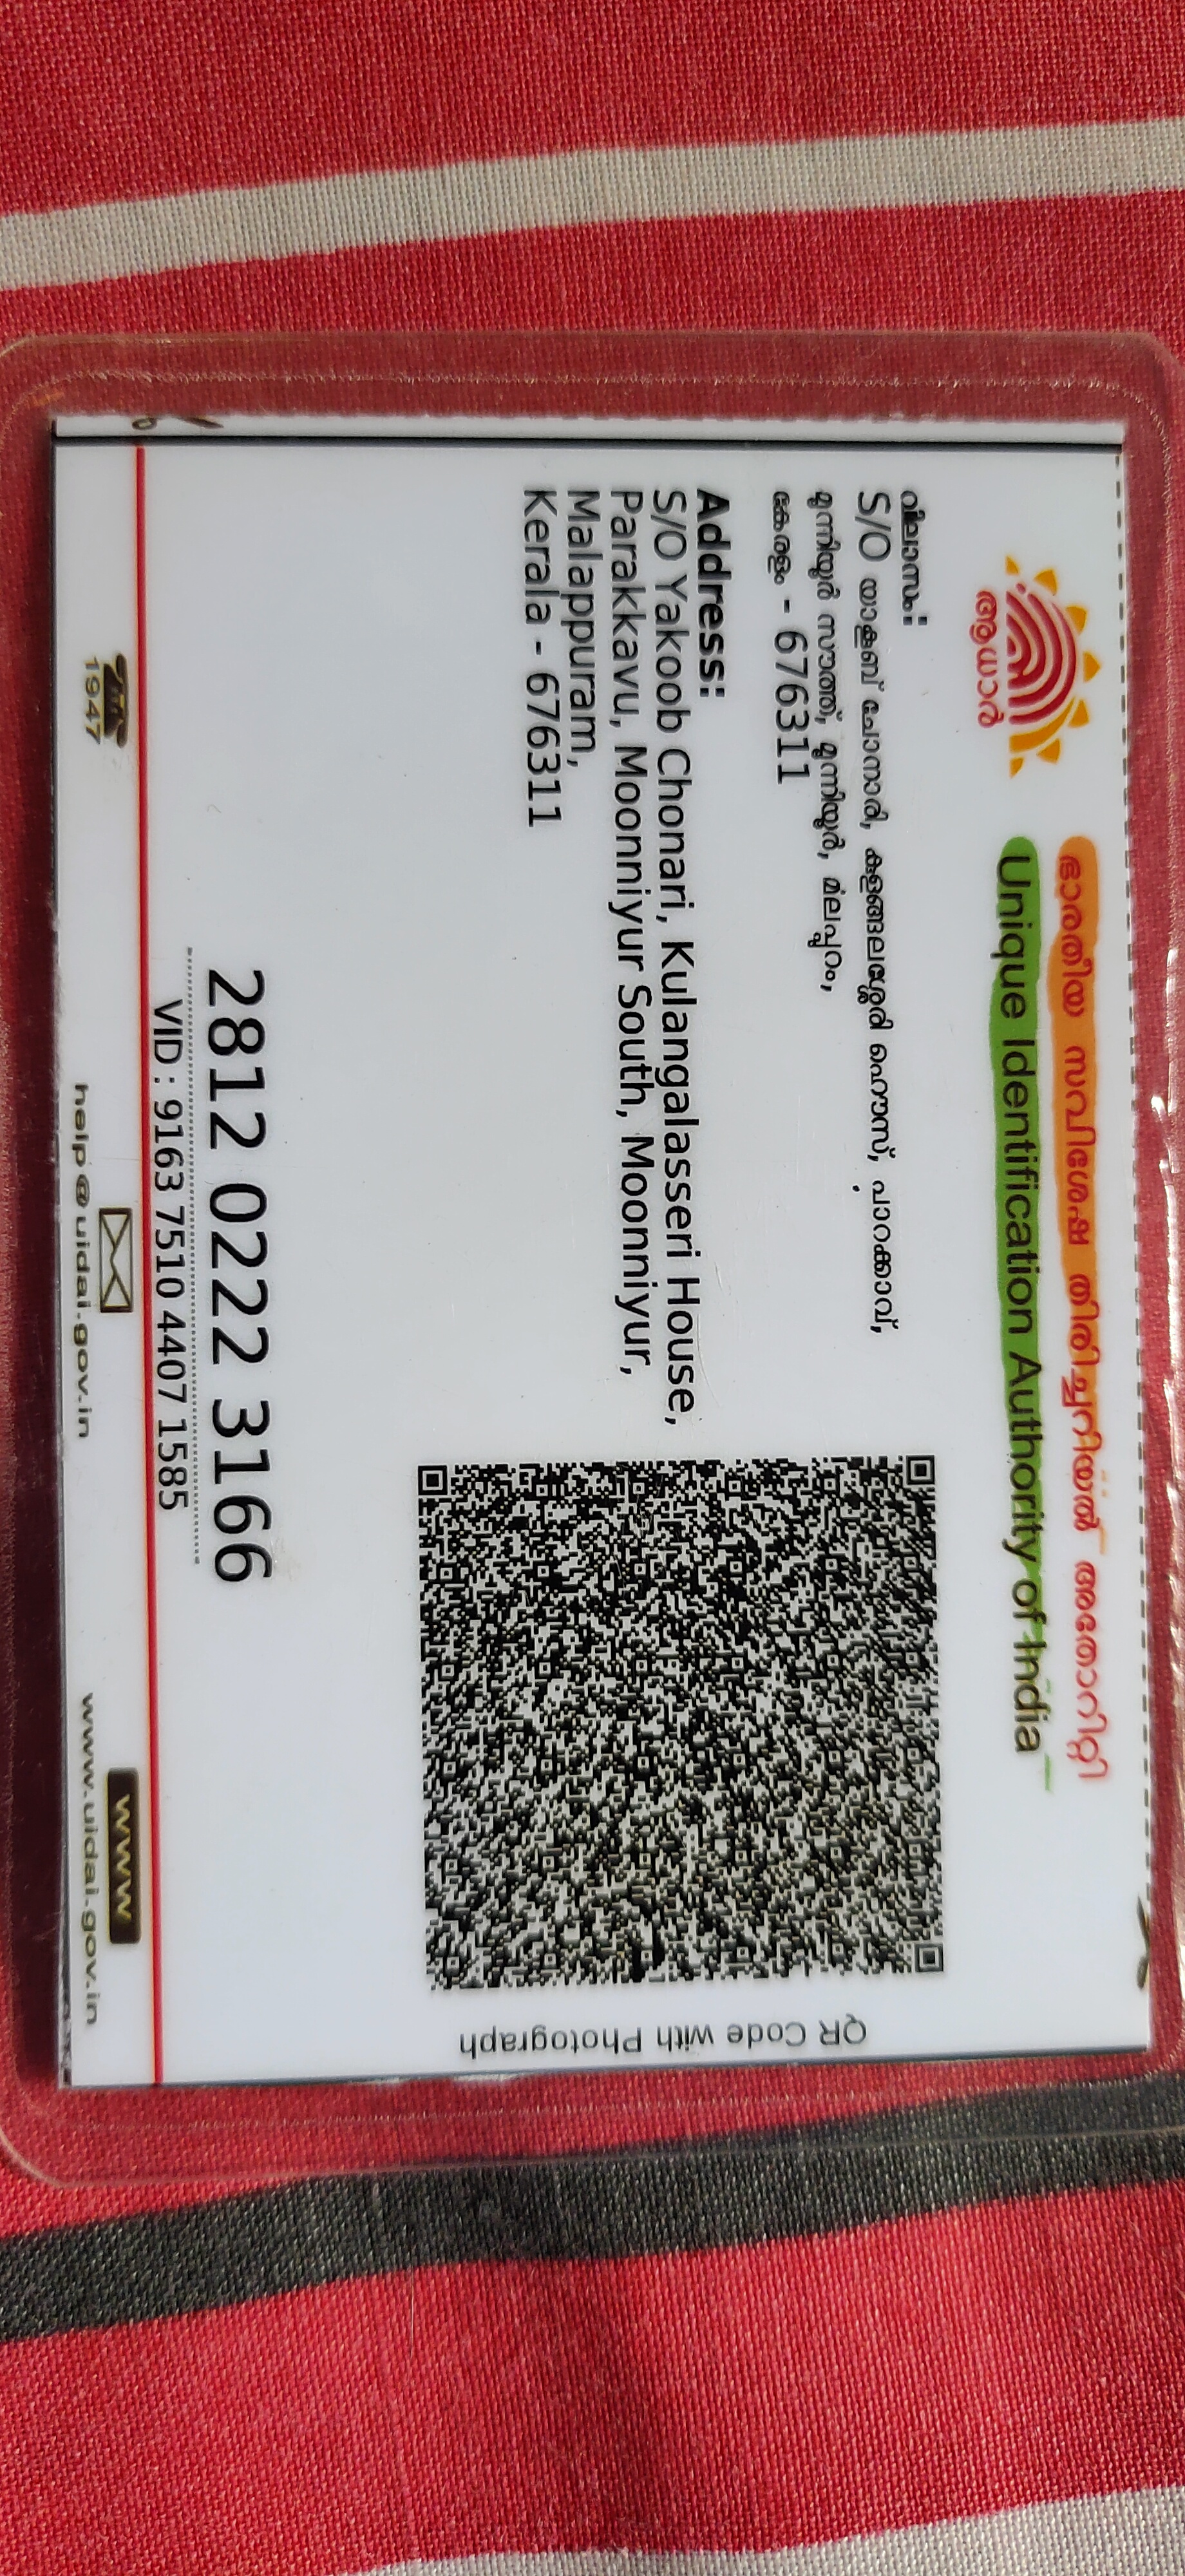 ഭാരതീയ സവിശേഷ തിരിച്ചറിയൽ അതോറിറ്റി
Unique Identification Authority of India
ആധാർ
വിലാസം:
S/O യാകൂബ് ചോനാരി, കുളങ്ങലശ്ശേരി ഹൌസ്, പാറക്കാവ്,
മൂന്നിയൂർ സൗത്ത്, മൂന്നിയൂർ, മലപ്പുറം,
കേരളം - 676311
Address:
S/O Yakoob Chonari, Kulangalasseri House,
Parakkavu, Moonniyur South, Moonniyur,
Malappuram,
Kerala - 676311
QR Code with Photograph
2812 0222 3166
VID : 9163 7510 4407 1585
1947
help@uidai.gov.in
www
www.uidai.gov.in